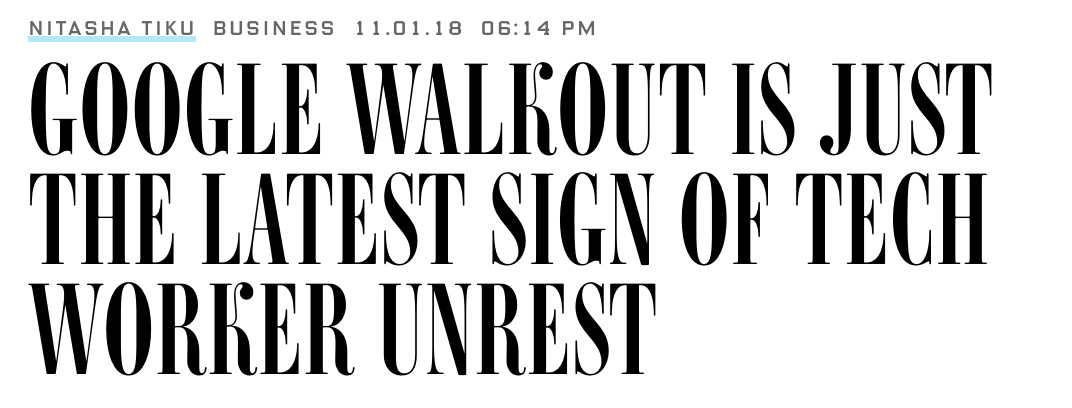 NITASHA TIKU BUSINESS 11.01.18 06:14 PM
GOOGLE WALKOUT IS JUST
THE LATEST SIGN OF TECH
WORKER UNREST